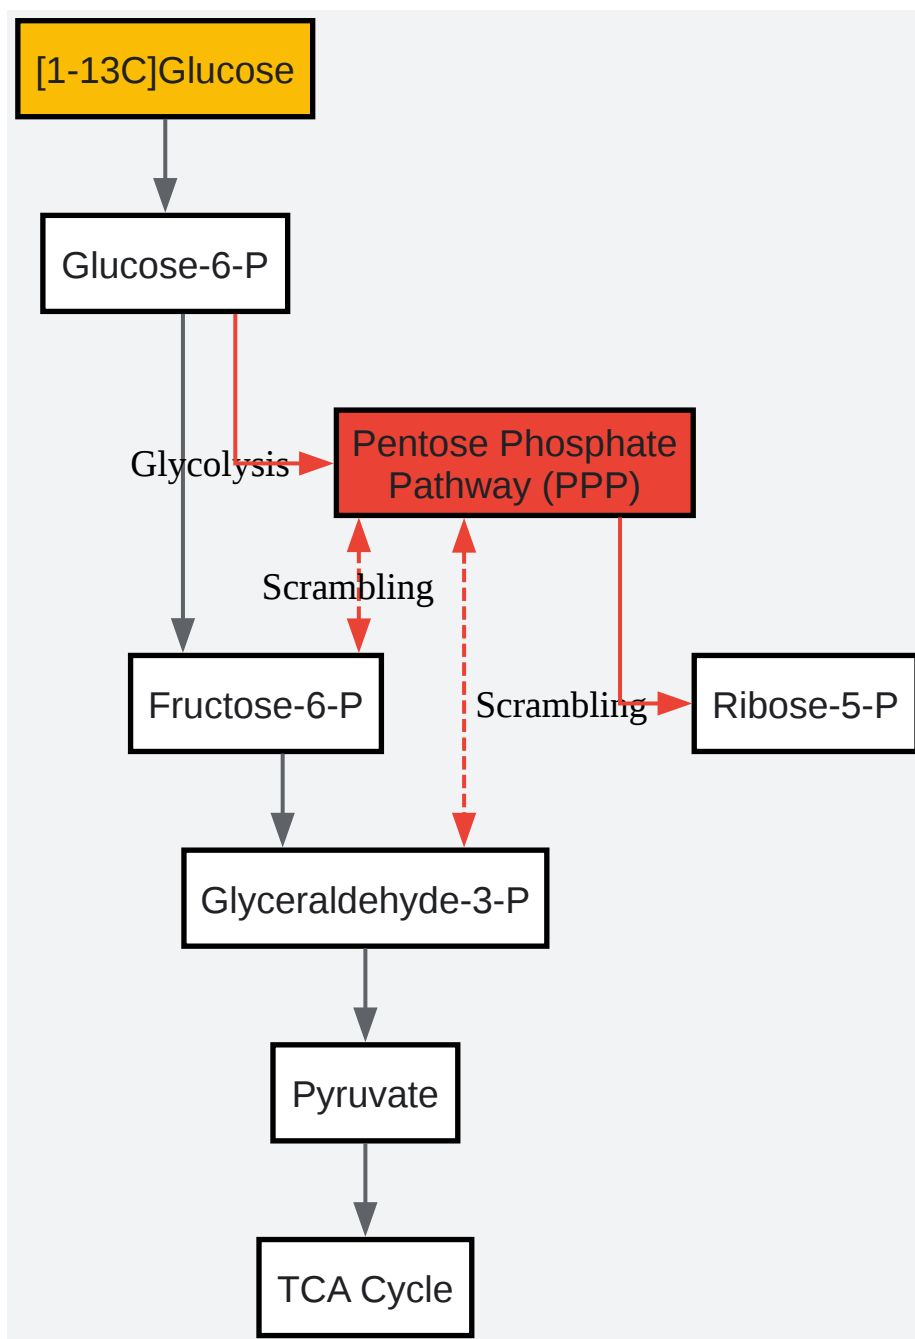 [1-13C]Glucose
Glucose-6-P
Glycolysis
Pentose Phosphate
Pathway (PPP)
Scrambling
Fructose-6-P
Scrambling
Ribose-5-P
Glyceraldehyde-3-P
Pyruvate
TCA Cycle